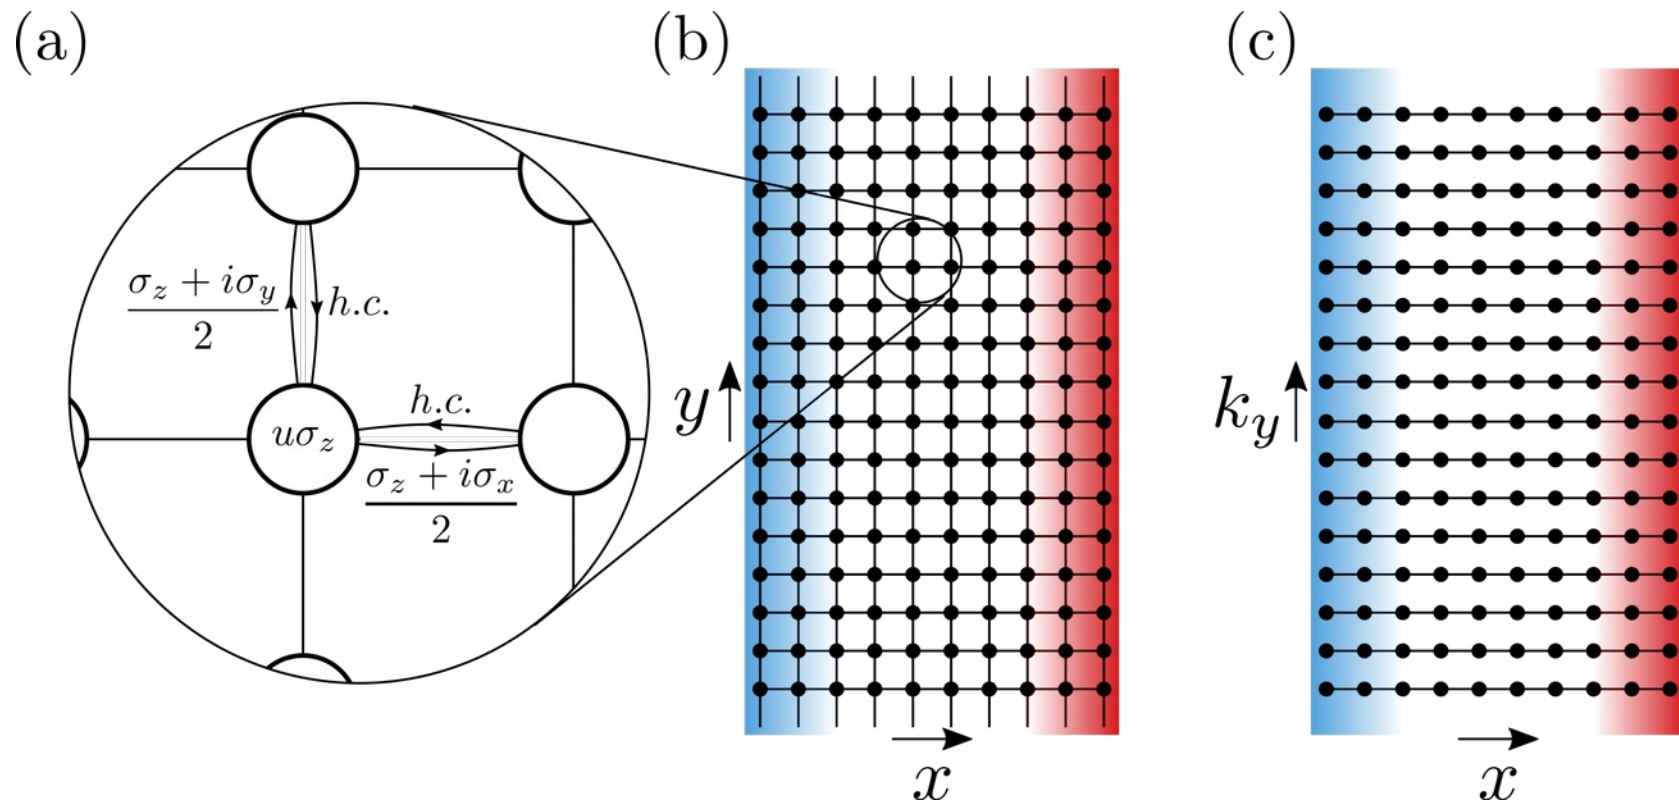 (a)
(b)
(c)
σ_z + iσ_y
2
h.c.
h.c.
uσ_z
σ_z + iσ_x
2
y
x
k_y
x